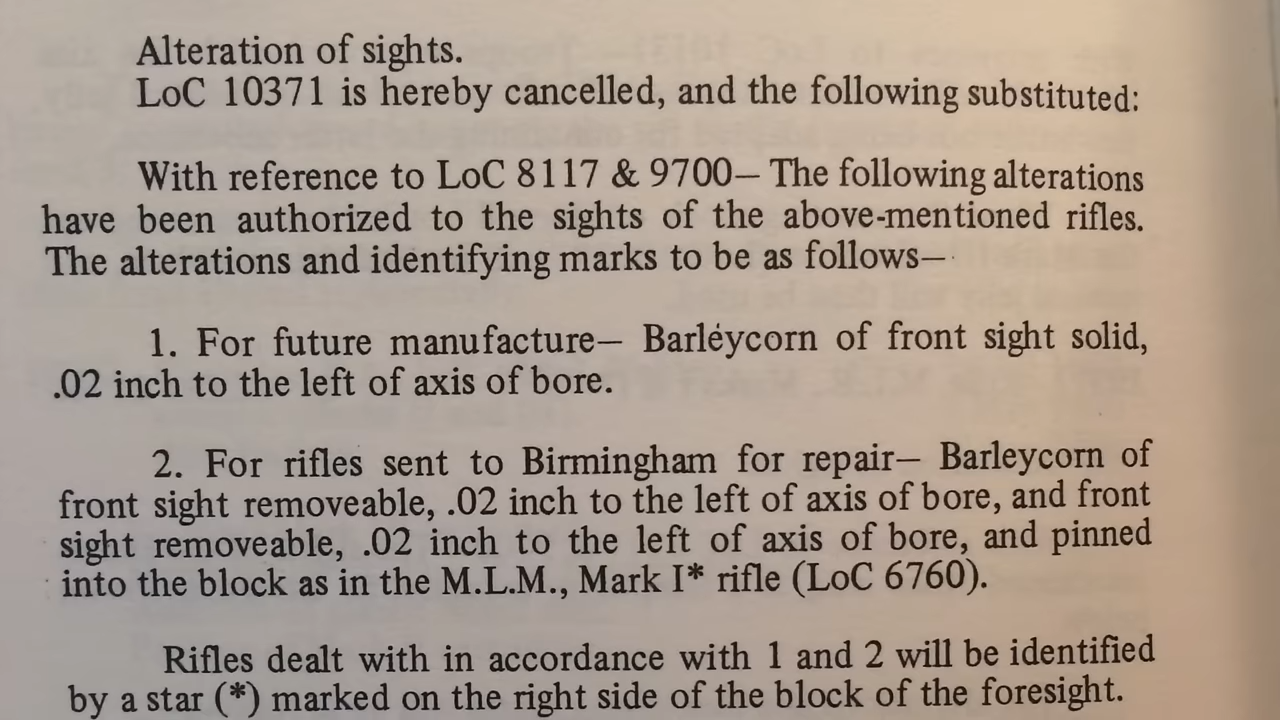 Alteration of sights.
LoC 10371 is hereby cancelled, and the following substituted:
With reference to LoC 8117 & 9700— The following alterations
have been authorized to the sights of the above-mentioned rifles.
The alterations and identifying marks to be as follows—
1. For future manufacture— Barleycorn of front sight solid,
.02 inch to the left of axis of bore.
2. For rifles sent to Birmingham for repair— Barleycorn of
front sight removeable, .02 inch to the left of axis of bore, and front
sight removeable, .02 inch to the left of axis of bore, and pinned
into the block as in the M.L.M., Mark I* rifle (LoC 6760).
Rifles dealt with in accordance with 1 and 2 will be identified
by a star (*) marked on the right side of the block of the foresight.